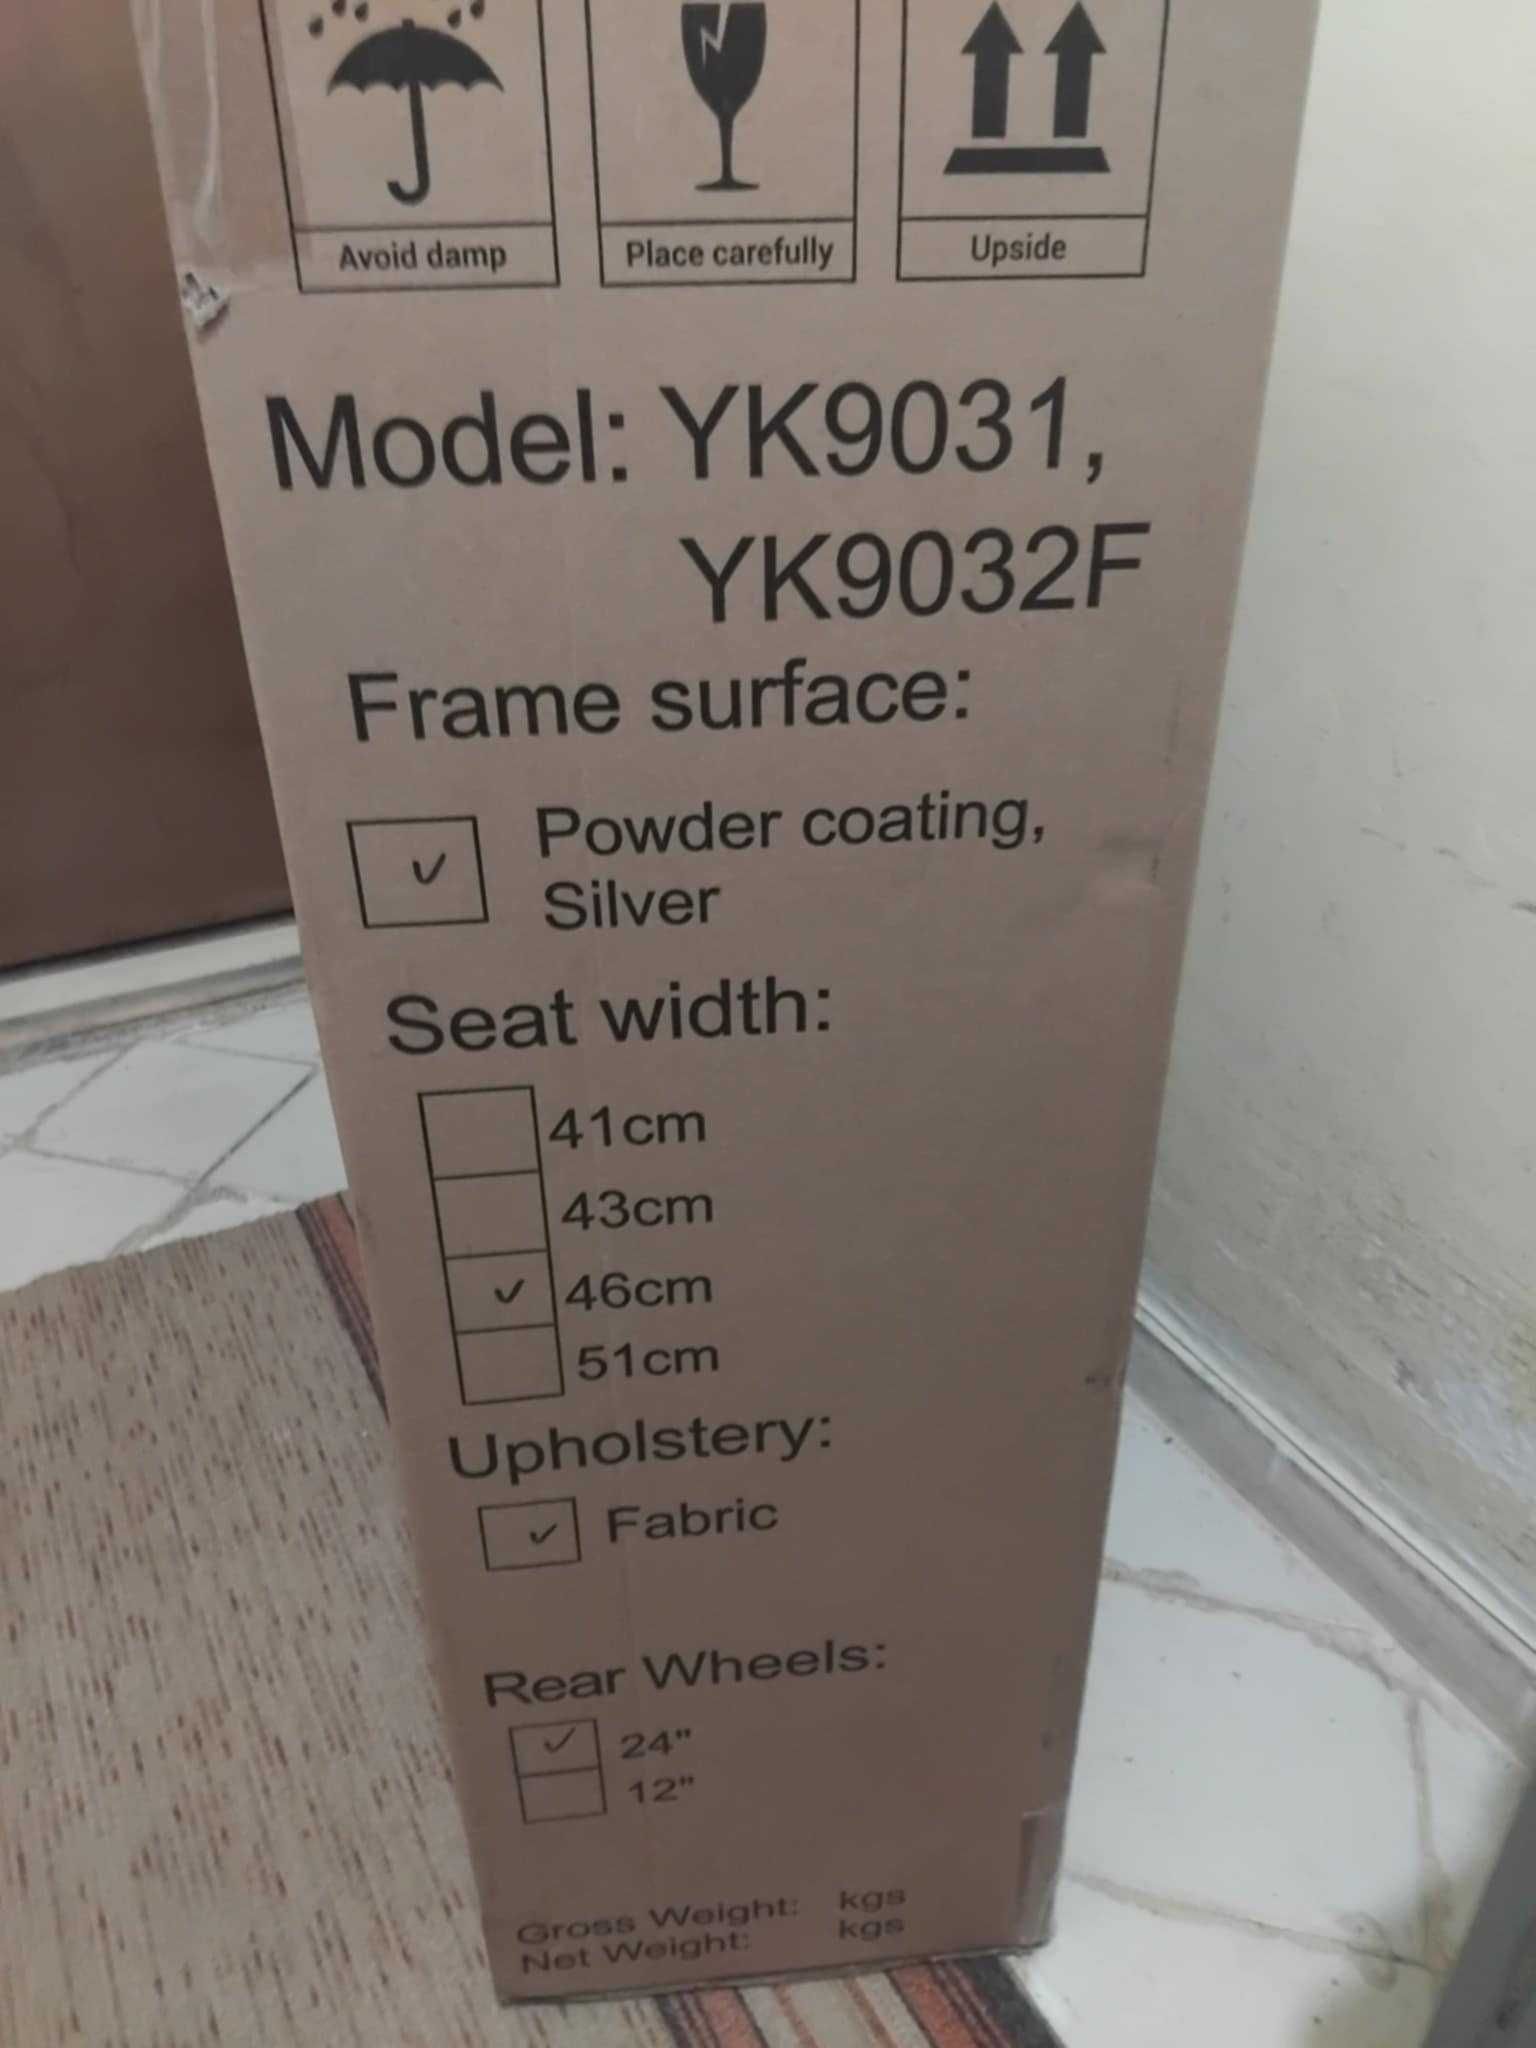 Avoid damp
Place carefully
Upside
Model: YK9031,
YK9032F
Frame surface:
Powder coating,
Silver
Seat width:
41cm
43cm
46cm
51cm
Upholstery:
Fabric
Rear Wheels:
24"
12"
Gross Weight: kgs
Net Weight: kgs